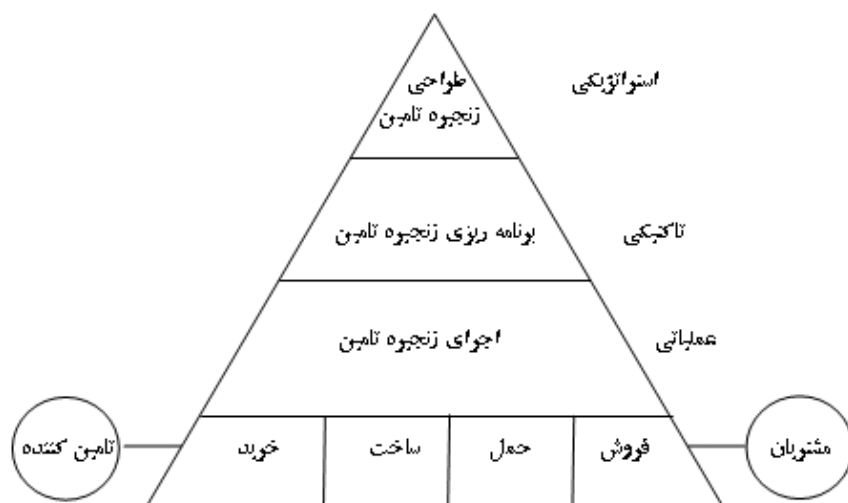 طراحی
زنجیره تامین
استراتژیکی
برنامه ریزی زنجیره تامین
تاکتیکی
اجرای زنجیره تامین
عملیاتی
مشتریان
فروش
حمل
ساخت
خرید
تامین کننده